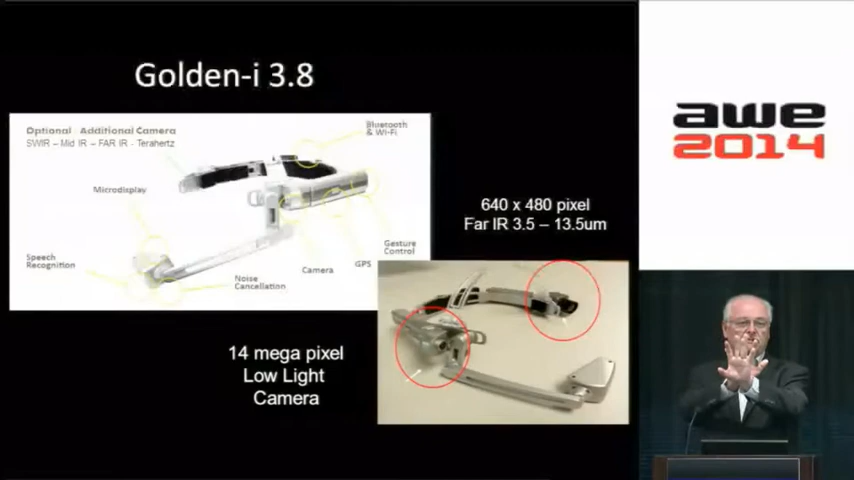 Golden-i 3.8
Optional - Additional Camera
SWIR – Mid IR – FAR IR - Terahertz
Bluetooth
& Wi-Fi
Microdisplay
Speech
Recognition
Noise
Cancellation
Camera
GPS
Gesture
Control
640 x 480 pixel
Far IR 3.5 – 13.5um
14 mega pixel
Low Light
Camera
awe
2014